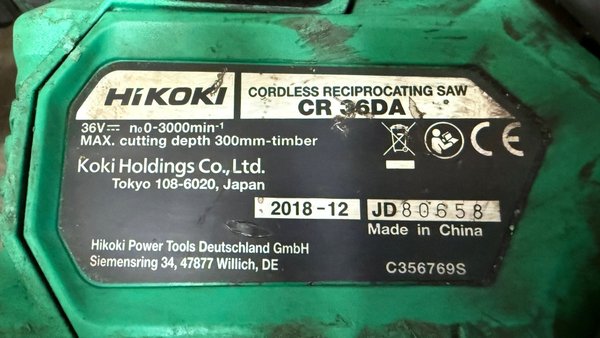 HiKOKI
CORDLESS RECIPROCATING SAW
CR 36DA
36V⎓ n₀0-3000min⁻¹
MAX. cutting depth 300mm-timber
Koki Holdings Co., Ltd.
Tokyo 108-6020, Japan
CE
2018-12
JD80658
Made in China
Hikoki Power Tools Deutschland GmbH
Siemensring 34, 47877 Willich, DE
C356769S